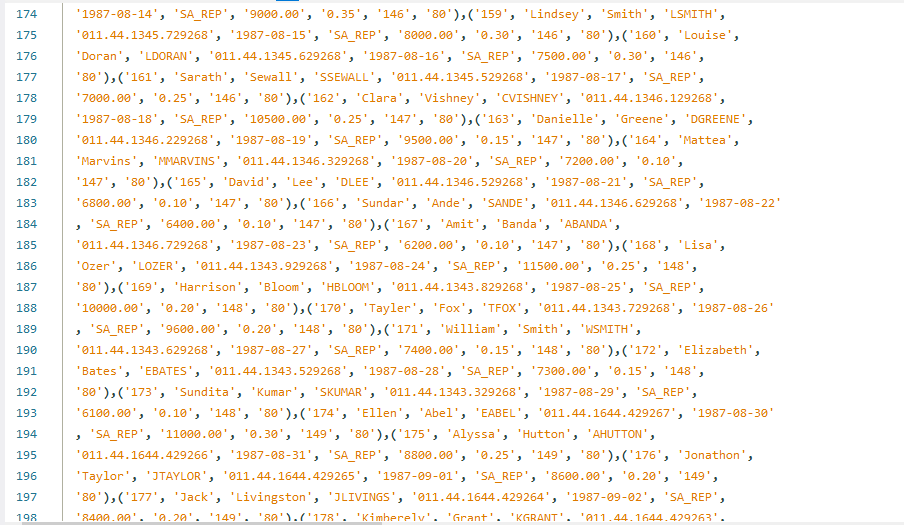 174 '1987-08-14', 'SA_REP', '9000.00', '0.35', '146', '80'),('159', 'Lindsey', 'Smith', 'LSMITH',
175 '011.44.1345.729268', '1987-08-15', 'SA_REP', '8000.00', '0.30', '146', '80'),('160', 'Louise',
176 'Doran', 'LDORAN', '011.44.1345.629268', '1987-08-16', 'SA_REP', '7500.00', '0.30', '146',
177 '80'),('161', 'Sarath', 'Sewall', 'SSEWALL', '011.44.1345.529268', '1987-08-17', 'SA_REP',
178 '7000.00', '0.25', '146', '80'),('162', 'Clara', 'Vishney', 'CVISHNEY', '011.44.1346.129268',
179 '1987-08-18', 'SA_REP', '10500.00', '0.25', '147', '80'),('163', 'Danielle', 'Greene', 'DGREENE',
180 '011.44.1346.229268', '1987-08-19', 'SA_REP', '9500.00', '0.15', '147', '80'),('164', 'Mattea',
181 'Marvins', 'MMARVINS', '011.44.1346.329268', '1987-08-20', 'SA_REP', '7200.00', '0.10',
182 '147', '80'),('165', 'David', 'Lee', 'DLEE', '011.44.1346.529268', '1987-08-21', 'SA_REP',
183 '6800.00', '0.10', '147', '80'),('166', 'Sundar', 'Ande', 'SANDE', '011.44.1346.629268', '1987-08-22'
184 , 'SA_REP', '6400.00', '0.10', '147', '80'),('167', 'Amit', 'Banda', 'ABANDA',
185 '011.44.1346.729268', '1987-08-23', 'SA_REP', '6200.00', '0.10', '147', '80'),('168', 'Lisa',
186 'Ozer', 'LOZER', '011.44.1343.929268', '1987-08-24', 'SA_REP', '11500.00', '0.25', '148',
187 '80'),('169', 'Harrison', 'Bloom', 'HBLOOM', '011.44.1343.829268', '1987-08-25', 'SA_REP',
188 '10000.00', '0.20', '148', '80'),('170', 'Tayler', 'Fox', 'TFOX', '011.44.1343.729268', '1987-08-26'
189 , 'SA_REP', '9600.00', '0.20', '148', '80'),('171', 'William', 'Smith', 'WSMITH',
190 '011.44.1343.629268', '1987-08-27', 'SA_REP', '7400.00', '0.15', '148', '80'),('172', 'Elizabeth',
191 'Bates', 'EBATES', '011.44.1343.529268', '1987-08-28', 'SA_REP', '7300.00', '0.15', '148',
192 '80'),('173', 'Sundita', 'Kumar', 'SKUMAR', '011.44.1343.329268', '1987-08-29', 'SA_REP',
193 '6100.00', '0.10', '148', '80'),('174', 'Ellen', 'Abel', 'EABEL', '011.44.1644.429267', '1987-08-30'
194 , 'SA_REP', '11000.00', '0.30', '149', '80'),('175', 'Alyssa', 'Hutton', 'AHUTTON',
195 '011.44.1644.429266', '1987-08-31', 'SA_REP', '8800.00', '0.25', '149', '80'),('176', 'Jonathon',
196 'Taylor', 'JTAYLOR', '011.44.1644.429265', '1987-09-01', 'SA_REP', '8600.00', '0.20', '149',
197 '80'),('177', 'Jack', 'Livingston', 'JLIVINGS', '011.44.1644.429264', '1987-09-02', 'SA_REP',
198 '8400.00', '0.20', '149', '80'),('178', 'Kimberely', 'Grant', 'KGRANT', '011.44.1644.429263',